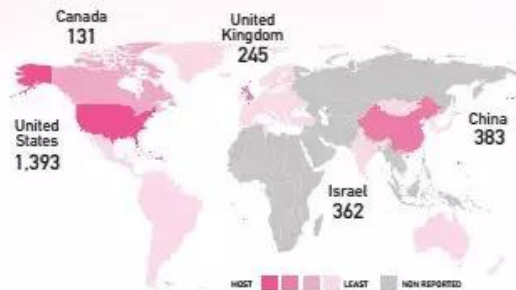 Canada
131
United
Kingdom
245
United
States
1,393
China
383
Israel
362
MOST LEAST NON REPORTED